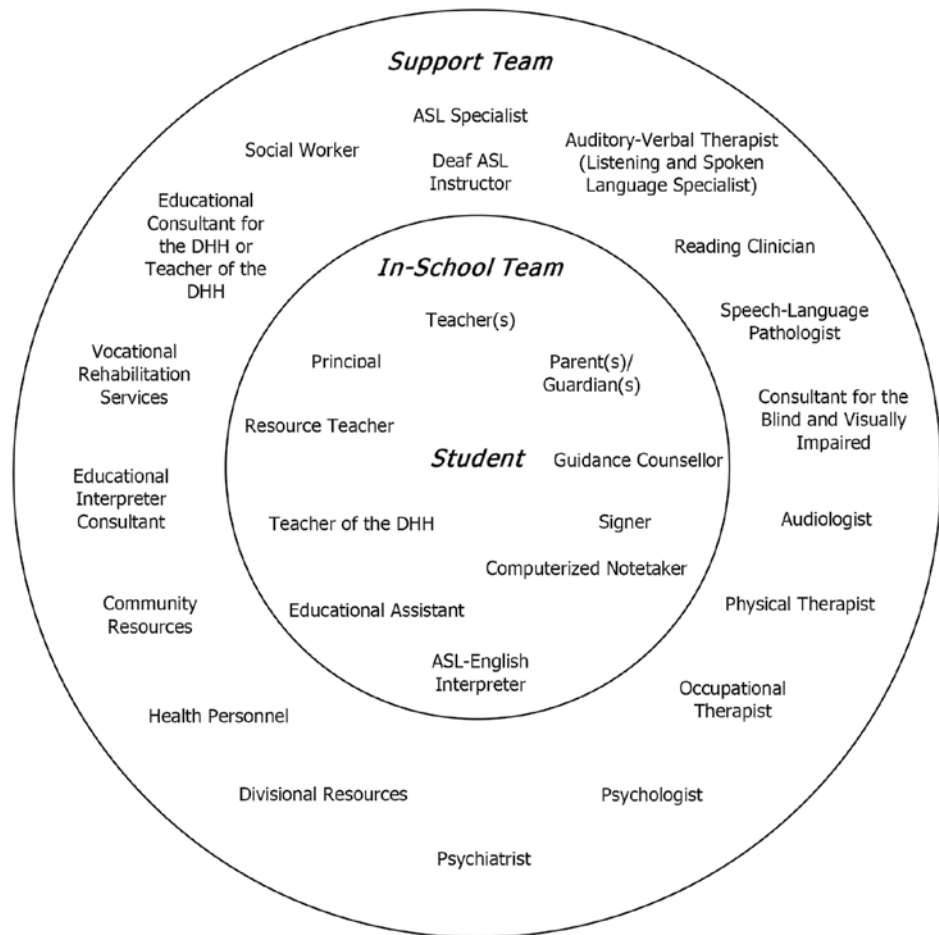 Support Team
ASL Specialist
Social Worker
Deaf ASL
Instructor
Auditory-Verbal Therapist
(Listening and Spoken
Language Specialist)
Educational
Consultant for
the DHH or
Teacher of the
DHH
Reading Clinician
In-School Team
Teacher(s)
Speech-Language
Pathologist
Vocational
Rehabilitation
Services
Principal
Parent(s)/
Guardian(s)
Consultant for the
Blind and Visually
Impaired
Resource Teacher
Student
Guidance Counsellor
Educational
Interpreter
Consultant
Teacher of the DHH
Signer
Audiologist
Computerized Notetaker
Community
Resources
Educational Assistant
Physical Therapist
ASL-English
Interpreter
Occupational
Therapist
Health Personnel
Divisional Resources
Psychologist
Psychiatrist